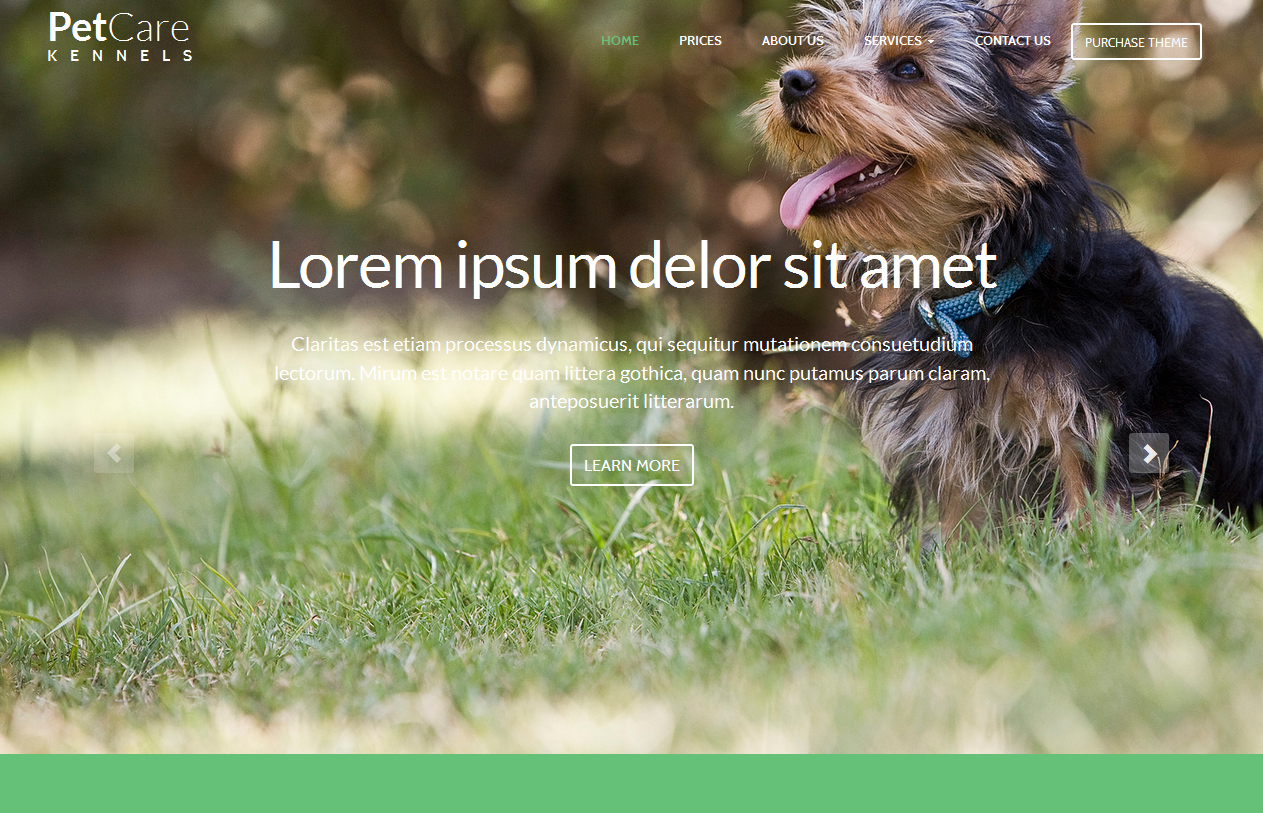 PetCare
KENNELS
HOME PRICES ABOUT US SERVICES CONTACT US PURCHASE THEME
Lorem ipsum delor sit amet
Claritas est etiam processus dynamicus, qui sequitur mutationem consuetudium
lectorum. Mirum est notare quam littera gothica, quam nunc putamus parum claram,
anteposuerit litterarum.
LEARN MORE